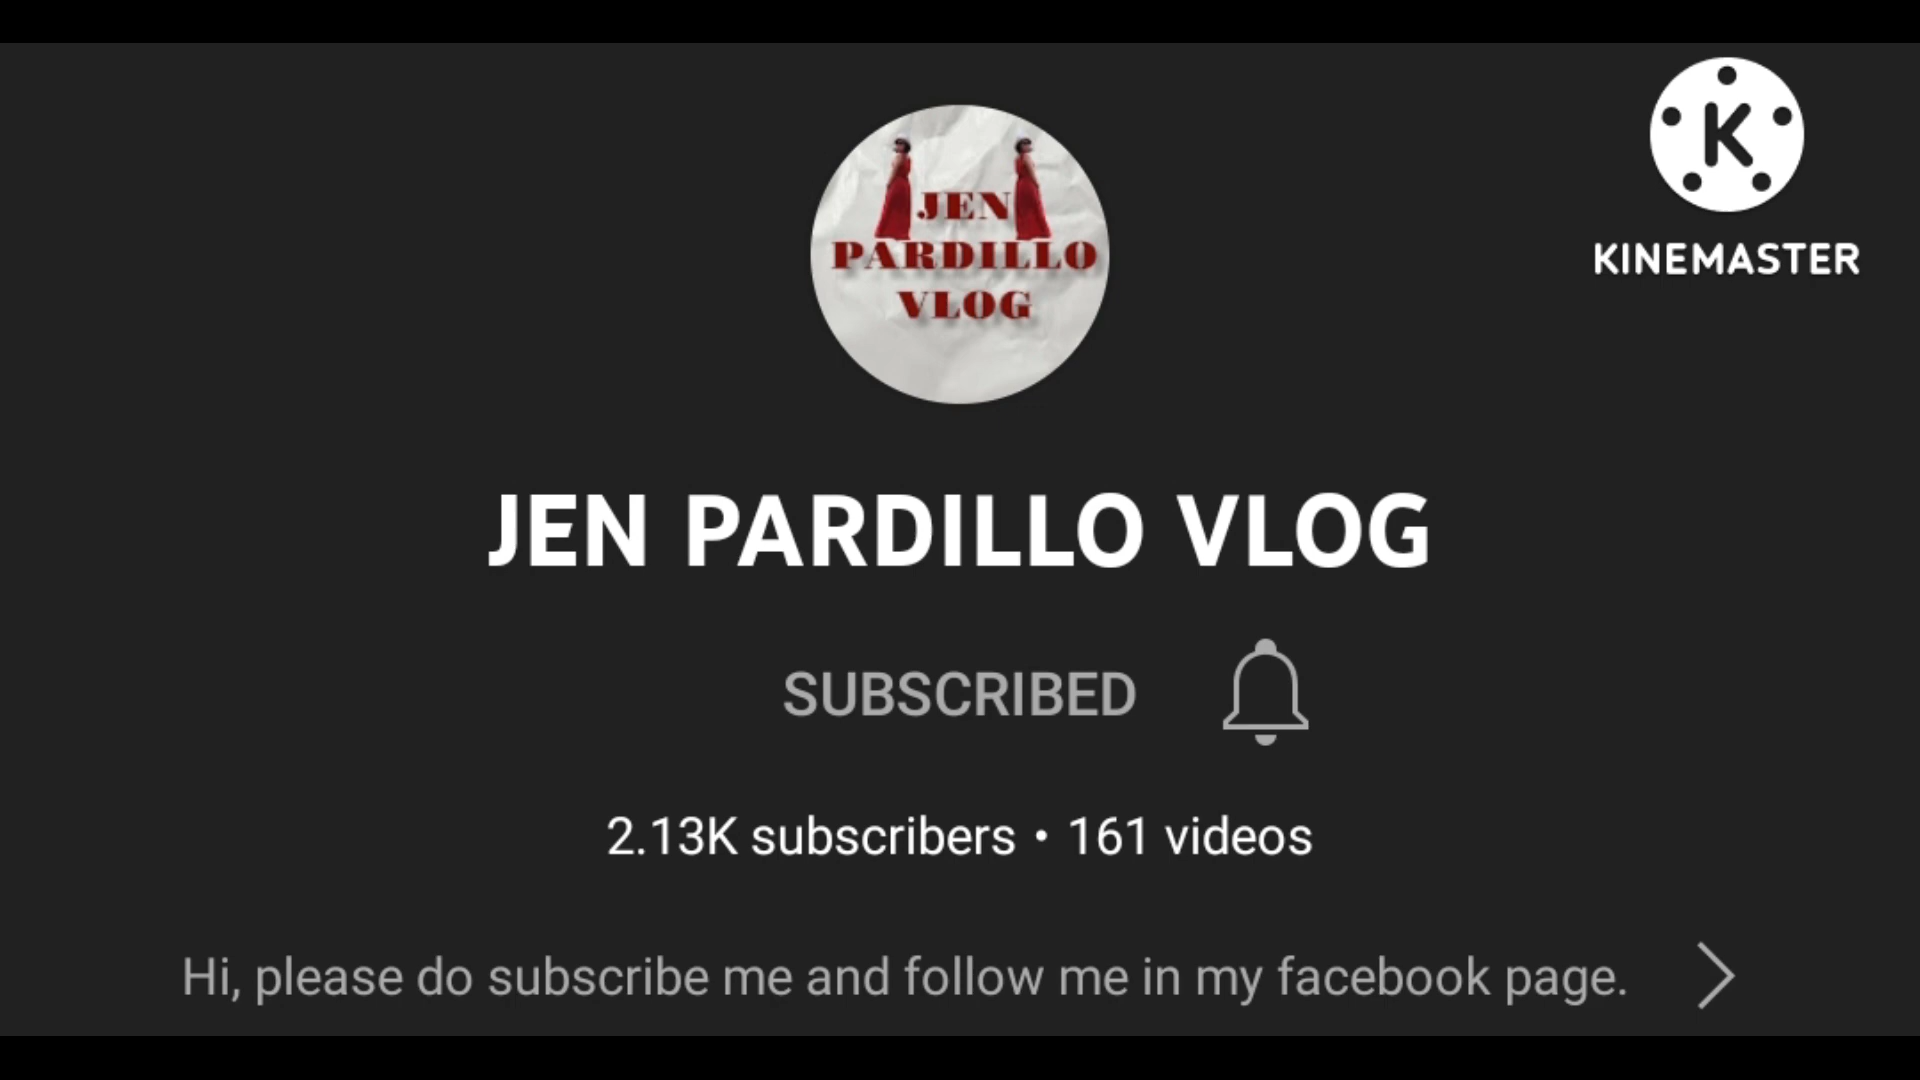 JEN
PARDILLO
VLOG
K
KINEMASTER
JEN PARDILLO VLOG
SUBSCRIBED
2.13K subscribers • 161 videos
Hi, please do subscribe me and follow me in my facebook page.